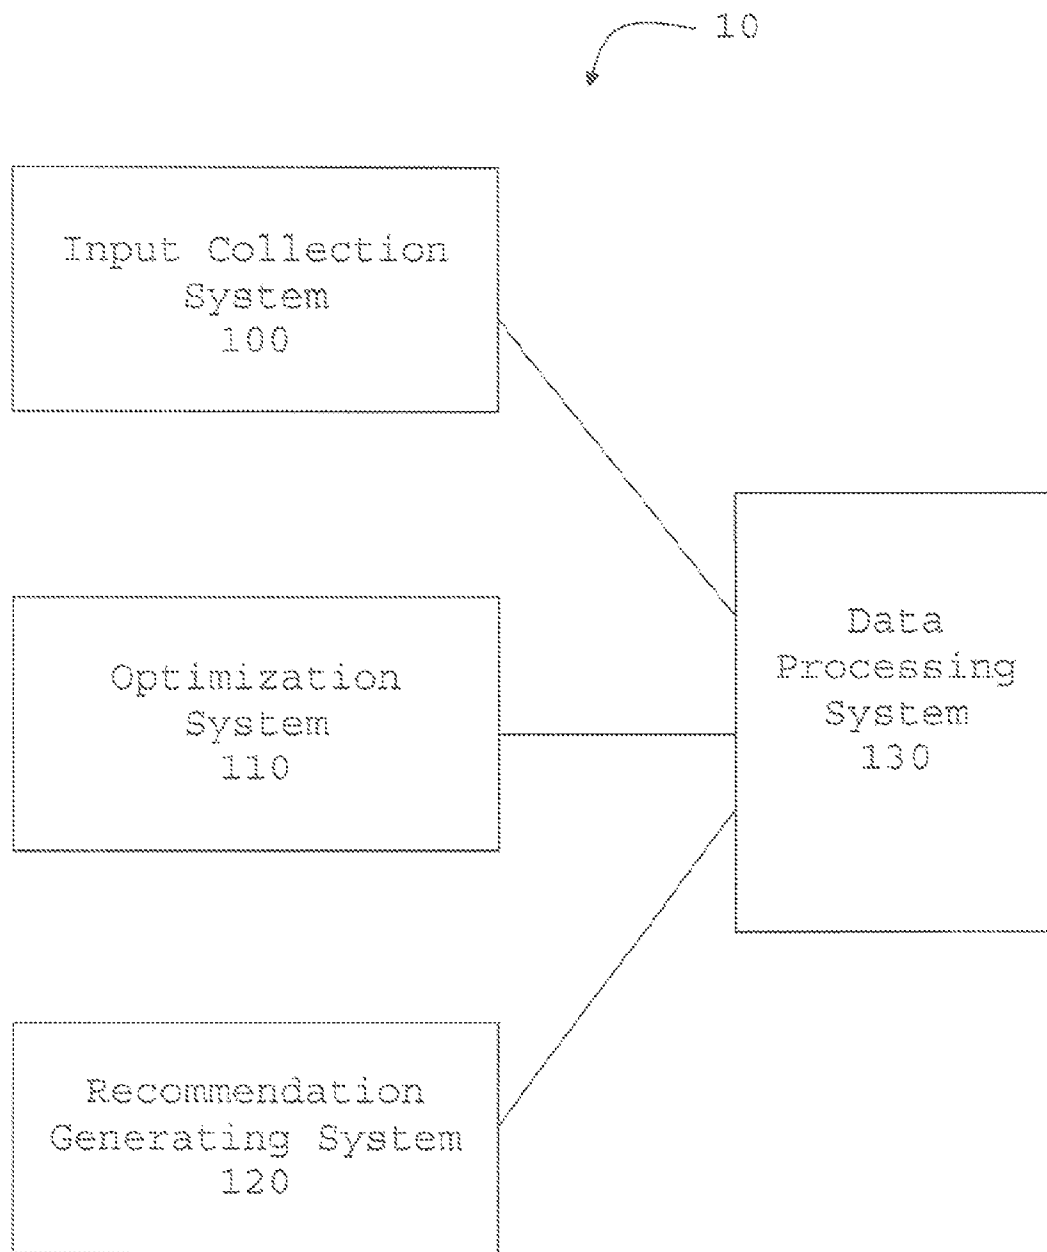 10
Input Collection
System
100
Optimization
System
110
Data
Processing
System
130
Recommendation
Generating System
120